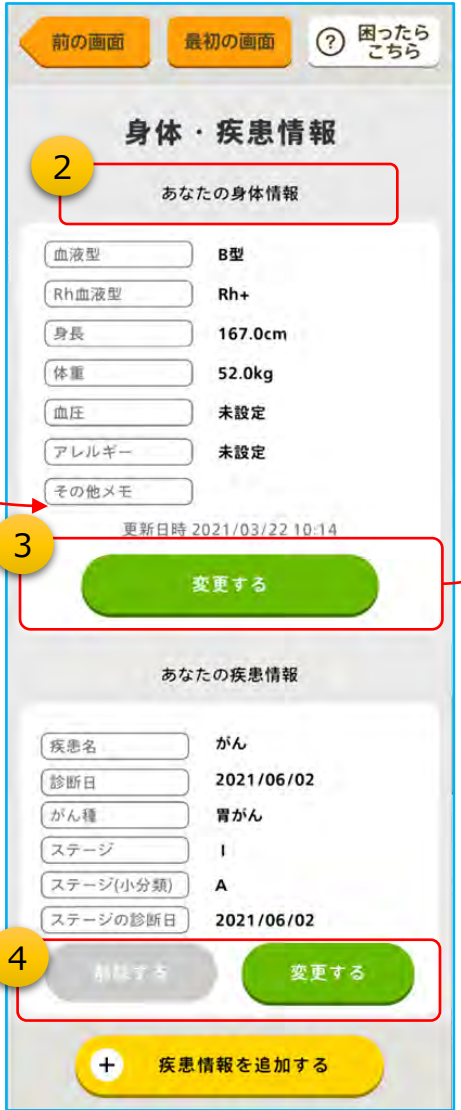 前の画面 最初の画面 ? 困ったら
こちら
身体・疾患情報
2
あなたの身体情報
血液型 B型
Rh血液型 Rh+
身長 167.0cm
体重 52.0kg
血圧 未設定
アレルギー 未設定
その他メモ
更新日時 2021/03/22 10:14
3
変更する
あなたの疾患情報
疾患名 がん
診断日 2021/06/02
がん種 胃がん
ステージ I
ステージ(小分類) A
ステージの診断日 2021/06/02
4
削除する 変更する
+ 疾患情報を追加する